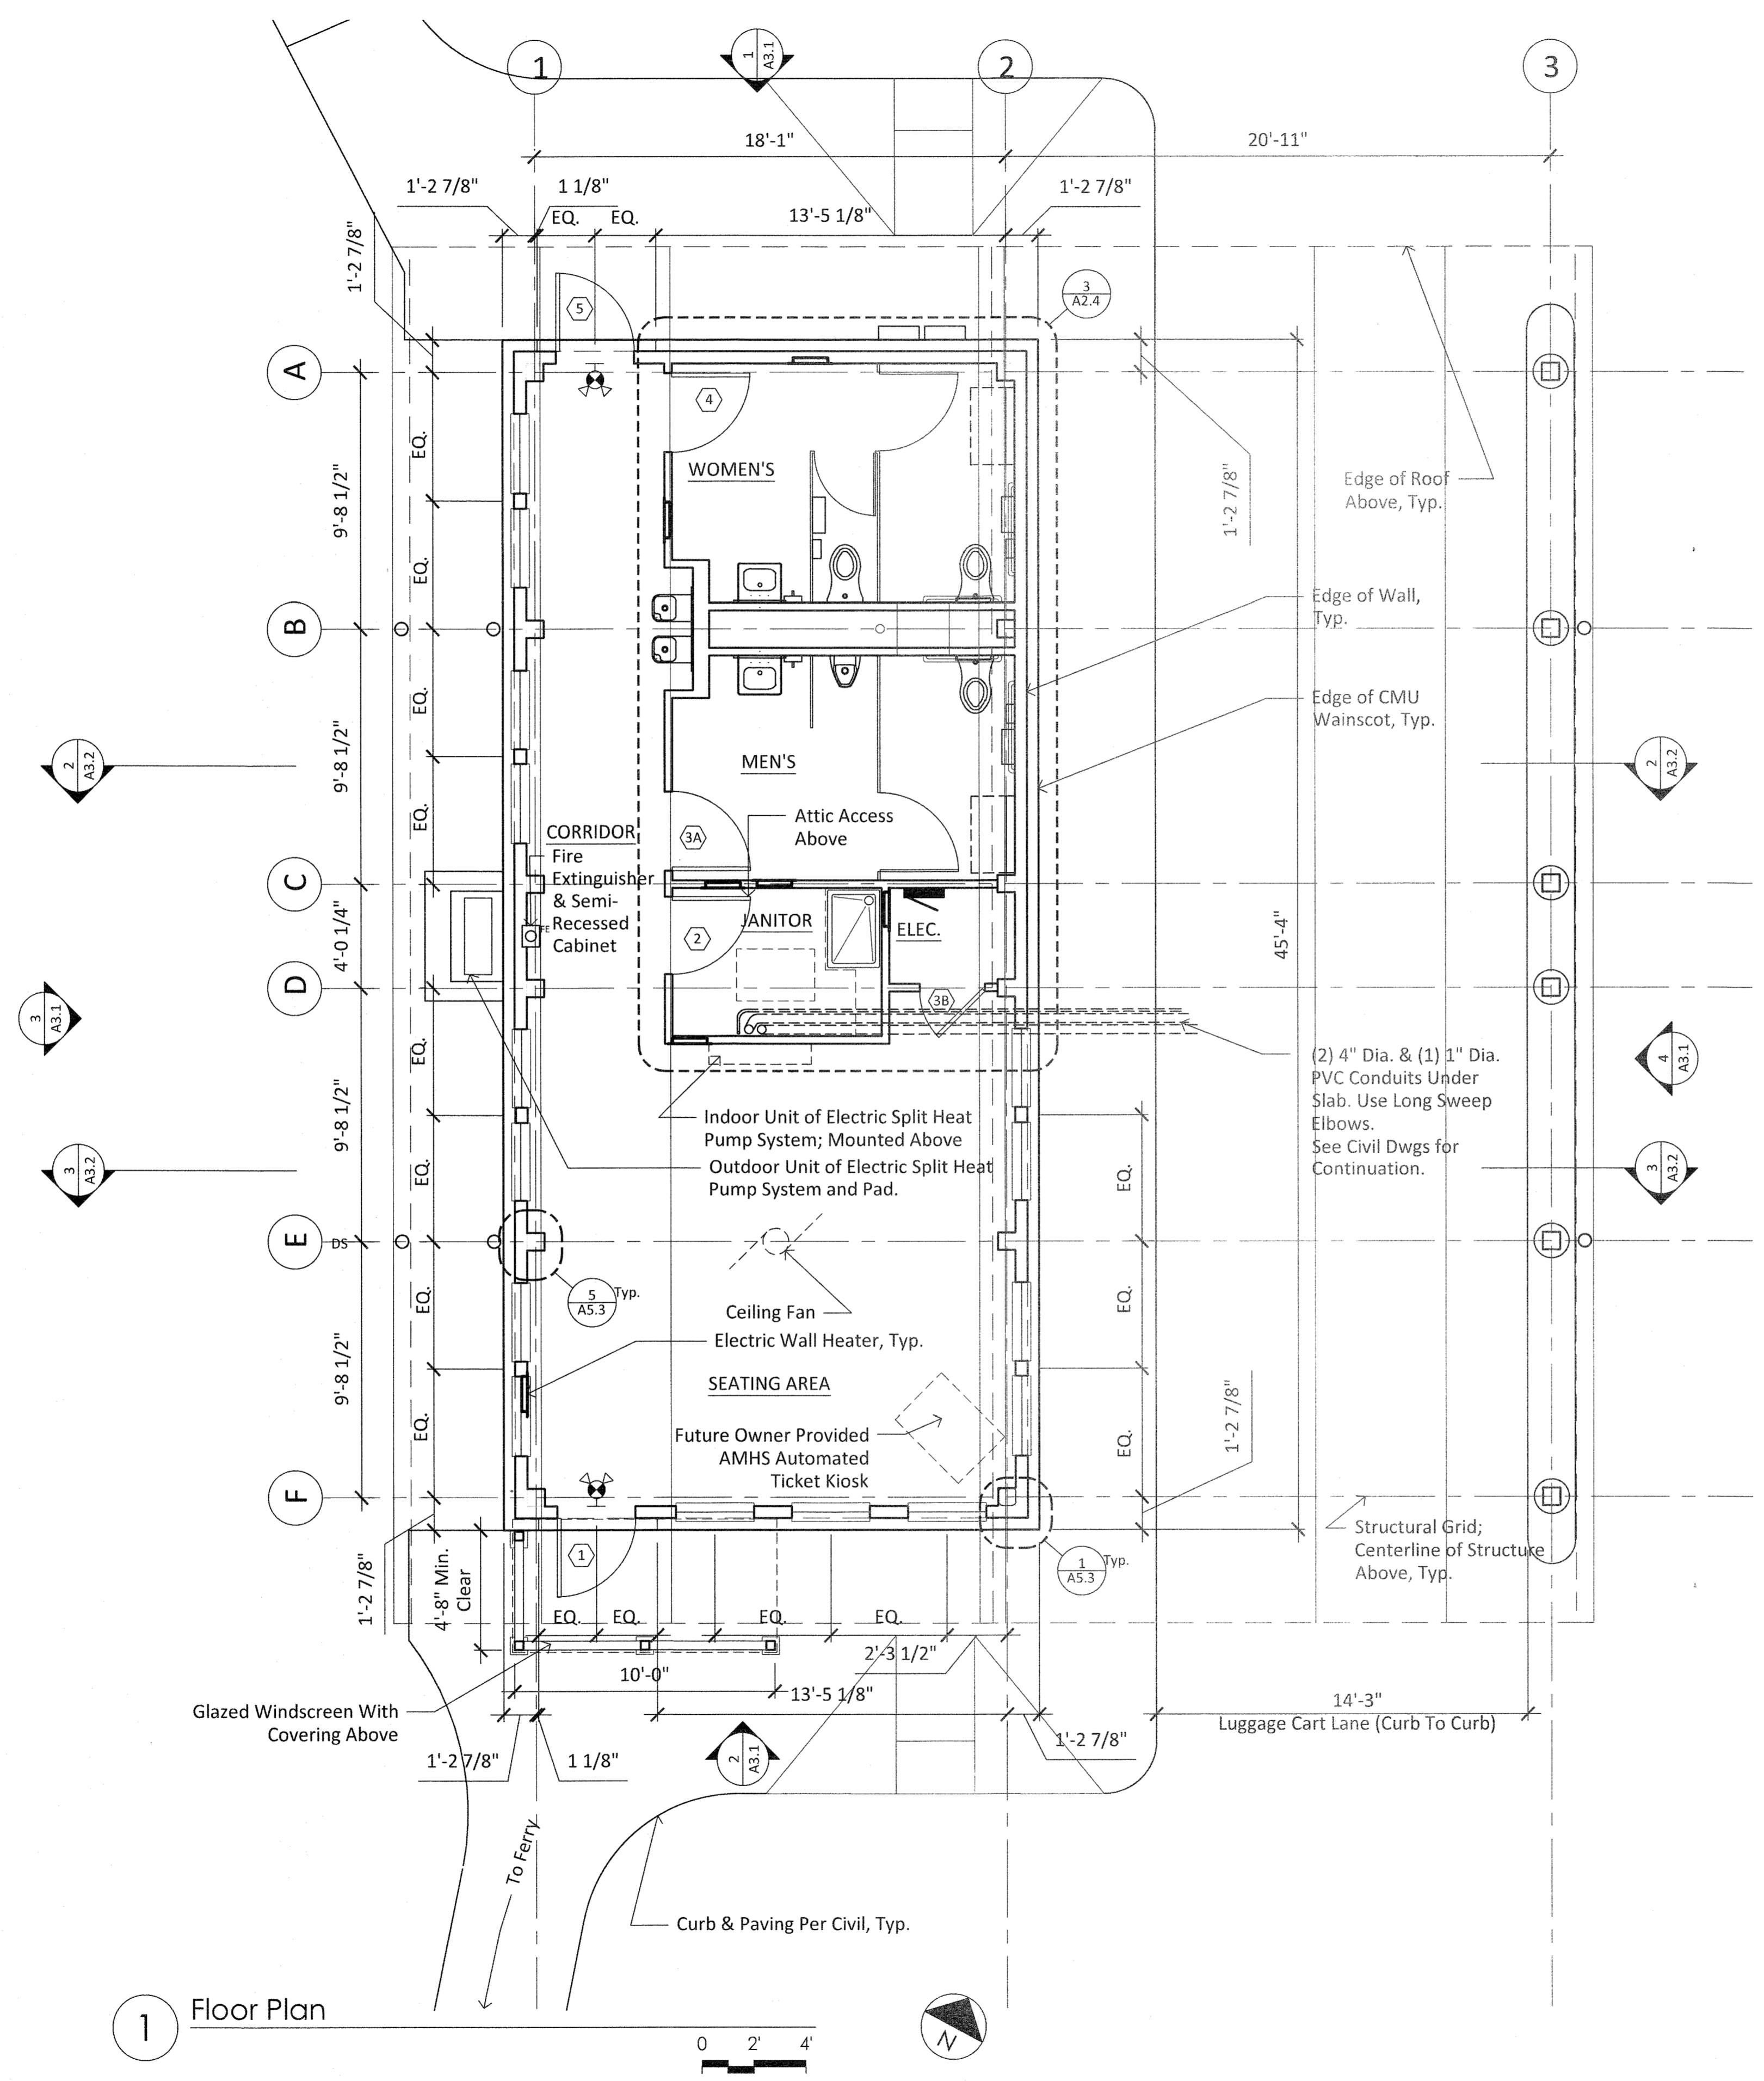 1
2
3
1
A3.1
18'-1"
20'-11"
1'-2 7/8"
1 1/8"
1'-2 7/8"
EQ.
EQ.
13'-5 1/8"
1'-2 7/8"
5
3
A2.4
A
4
EQ.
9'-8 1/2"
WOMEN'S
1'-2 7/8"
Edge of Roof
Above, Typ.
EQ.
B
Edge of Wall,
Typ.
EQ.
Edge of CMU
Wainscot, Typ.
2
A3.2
9'-8 1/2"
MEN'S
2
A3.2
EQ.
CORRIDOR
3A
Attic Access
Above
Fire
Extinguisher
& Semi-
Recessed
Cabinet
FE
C
4'-0 1/4"
2
JANITOR
ELEC.
45'-4"
D
3B
3
A3.1
EQ.
4
A3.1
(2) 4" Dia. & (1) 1" Dia.
PVC Conduits Under
Slab. Use Long Sweep
Elbows.
See Civil Dwgs for
Continuation.
9'-8 1/2"
Indoor Unit of Electric Split Heat
Pump System; Mounted Above
Outdoor Unit of Electric Split Heat
Pump System and Pad.
3
A3.2
EQ.
EQ.
3
A3.2
E
DS
5
A5.3
Typ.
EQ.
Ceiling Fan
EQ.
Electric Wall Heater, Typ.
9'-8 1/2"
SEATING AREA
EQ.
Future Owner Provided
AMHS Automated
Ticket Kiosk
EQ.
1'-2 7/8"
F
1
1
A5.3
Typ.
Structural Grid;
Centerline of Structure
Above, Typ.
1'-2 7/8"
4'-8" Min.
Clear
EQ.
EQ.
EQ.
EQ.
2'-3 1/2"
10'-0"
13'-5 1/8"
14'-3"
Luggage Cart Lane (Curb To Curb)
Glazed Windscreen With
Covering Above
1'-2 7/8"
1 1/8"
2
A3.1
1'-2 7/8"
To Ferry
Curb & Paving Per Civil, Typ.
1
Floor Plan
0
2'
4'
N